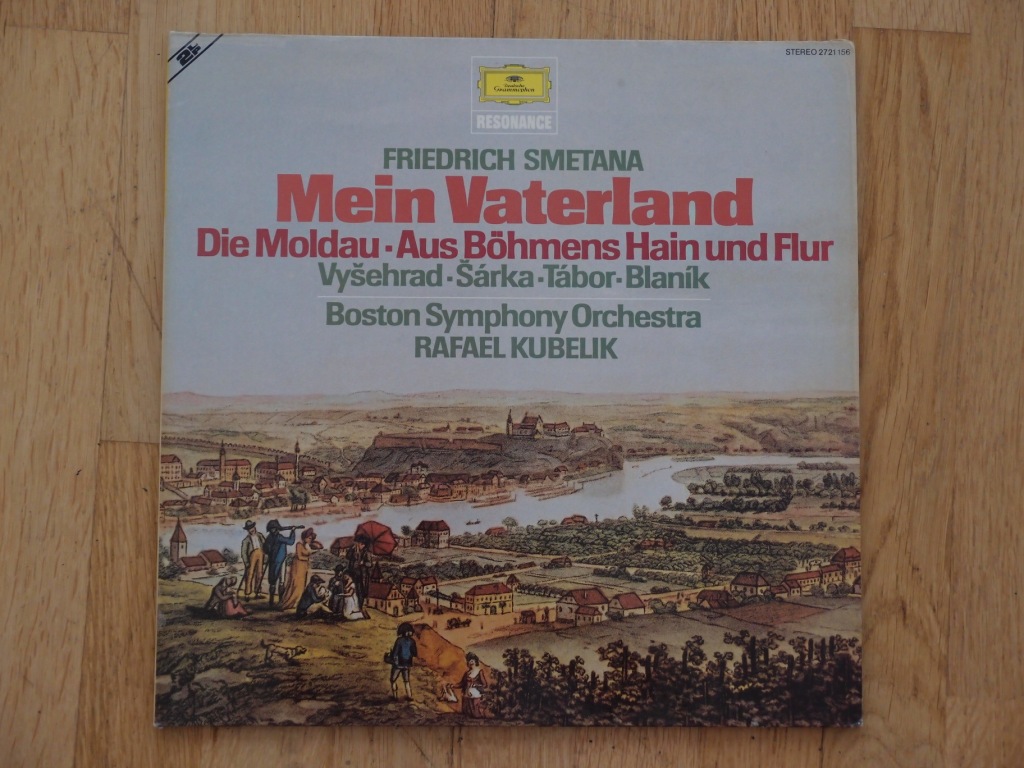 2LP
STEREO 2721 156
Deutsche
Grammophon
RESONANCE
FRIEDRICH SMETANA
Mein Vaterland
Die Moldau · Aus Böhmens Hain und Flur
Vyšehrad · Šárka · Tábor · Blaník
Boston Symphony Orchestra
RAFAEL KUBELIK